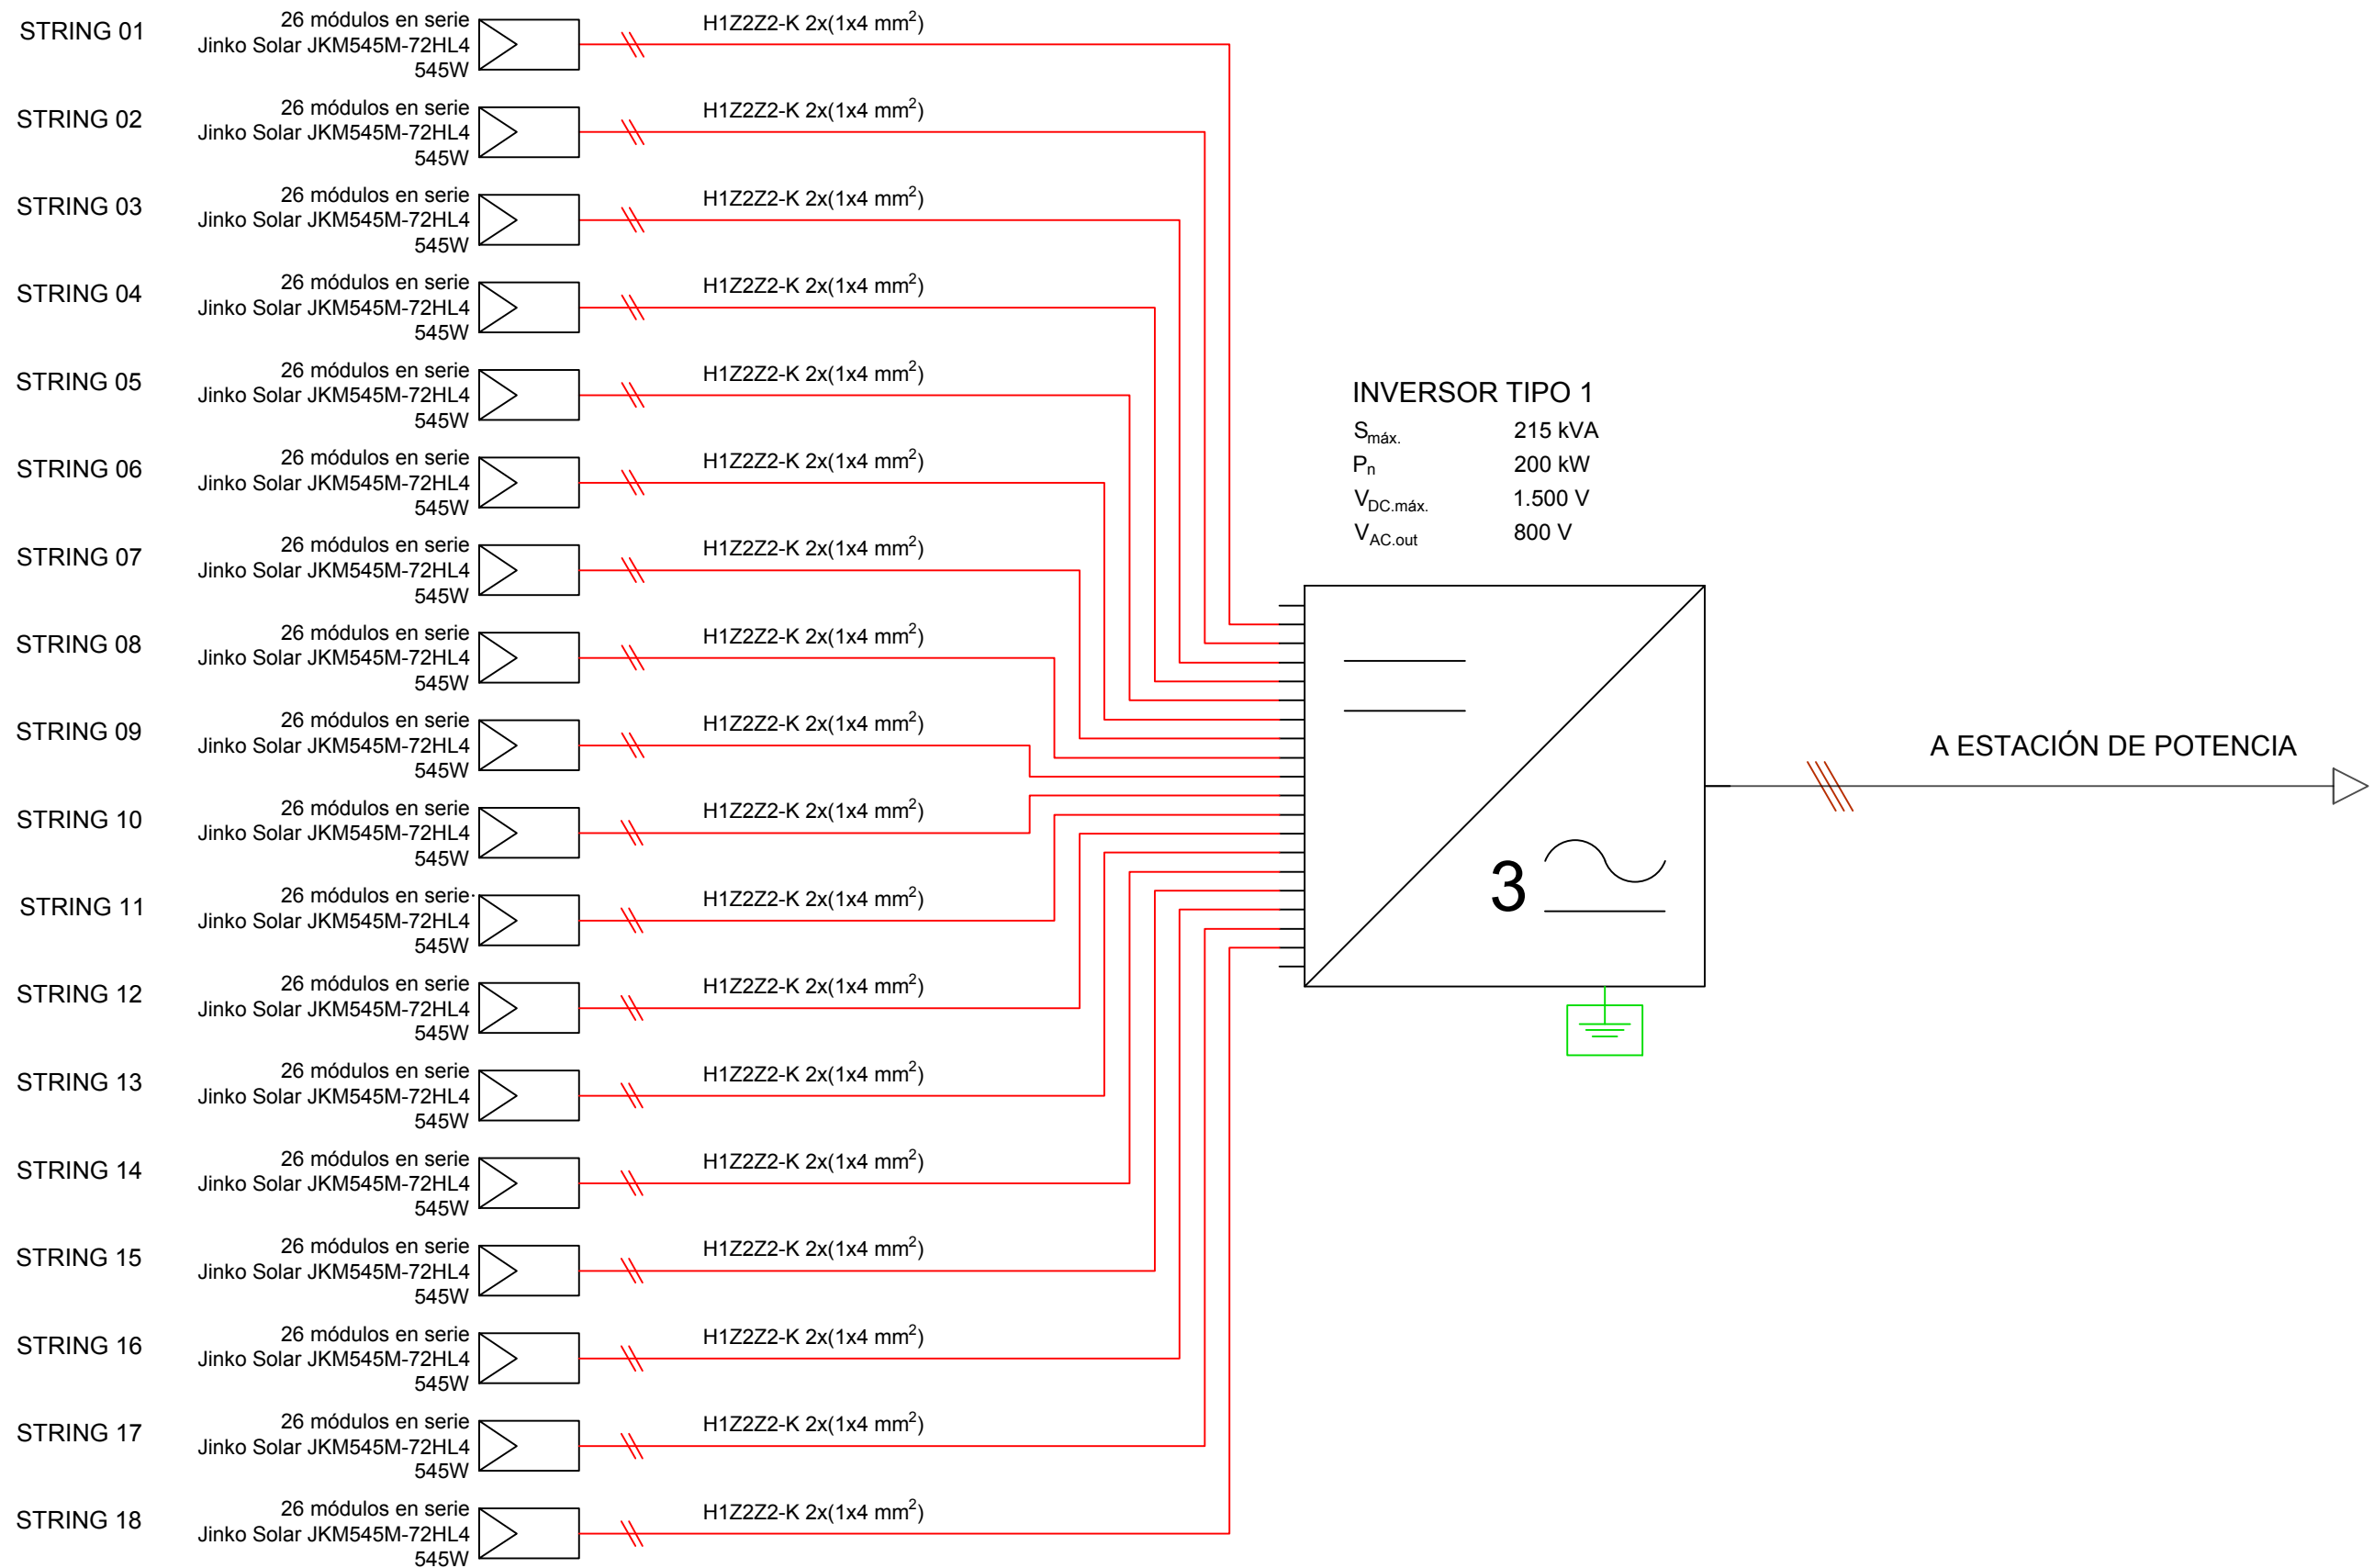 STRING 01
26 módulos en serie
Jinko Solar JKM545M-72HL4
545W
H1Z2Z2-K 2x(1x4 mm²)
STRING 02
26 módulos en serie
Jinko Solar JKM545M-72HL4
545W
H1Z2Z2-K 2x(1x4 mm²)
STRING 03
26 módulos en serie
Jinko Solar JKM545M-72HL4
545W
H1Z2Z2-K 2x(1x4 mm²)
STRING 04
26 módulos en serie
Jinko Solar JKM545M-72HL4
545W
H1Z2Z2-K 2x(1x4 mm²)
STRING 05
26 módulos en serie
Jinko Solar JKM545M-72HL4
545W
H1Z2Z2-K 2x(1x4 mm²)
STRING 06
26 módulos en serie
Jinko Solar JKM545M-72HL4
545W
H1Z2Z2-K 2x(1x4 mm²)
STRING 07
26 módulos en serie
Jinko Solar JKM545M-72HL4
545W
H1Z2Z2-K 2x(1x4 mm²)
STRING 08
26 módulos en serie
Jinko Solar JKM545M-72HL4
545W
H1Z2Z2-K 2x(1x4 mm²)
STRING 09
26 módulos en serie
Jinko Solar JKM545M-72HL4
545W
H1Z2Z2-K 2x(1x4 mm²)
STRING 10
26 módulos en serie
Jinko Solar JKM545M-72HL4
545W
H1Z2Z2-K 2x(1x4 mm²)
STRING 11
26 módulos en serie.
Jinko Solar JKM545M-72HL4
545W
H1Z2Z2-K 2x(1x4 mm²)
STRING 12
26 módulos en serie
Jinko Solar JKM545M-72HL4
545W
H1Z2Z2-K 2x(1x4 mm²)
STRING 13
26 módulos en serie
Jinko Solar JKM545M-72HL4
545W
H1Z2Z2-K 2x(1x4 mm²)
STRING 14
26 módulos en serie
Jinko Solar JKM545M-72HL4
545W
H1Z2Z2-K 2x(1x4 mm²)
STRING 15
26 módulos en serie
Jinko Solar JKM545M-72HL4
545W
H1Z2Z2-K 2x(1x4 mm²)
STRING 16
26 módulos en serie
Jinko Solar JKM545M-72HL4
545W
H1Z2Z2-K 2x(1x4 mm²)
STRING 17
26 módulos en serie
Jinko Solar JKM545M-72HL4
545W
H1Z2Z2-K 2x(1x4 mm²)
STRING 18
26 módulos en serie
Jinko Solar JKM545M-72HL4
545W
H1Z2Z2-K 2x(1x4 mm²)
INVERSOR TIPO 1
Smáx. 215 kVA
Pn 200 kW
VDC.máx. 1.500 V
VAC.out 800 V
3
A ESTACIÓN DE POTENCIA